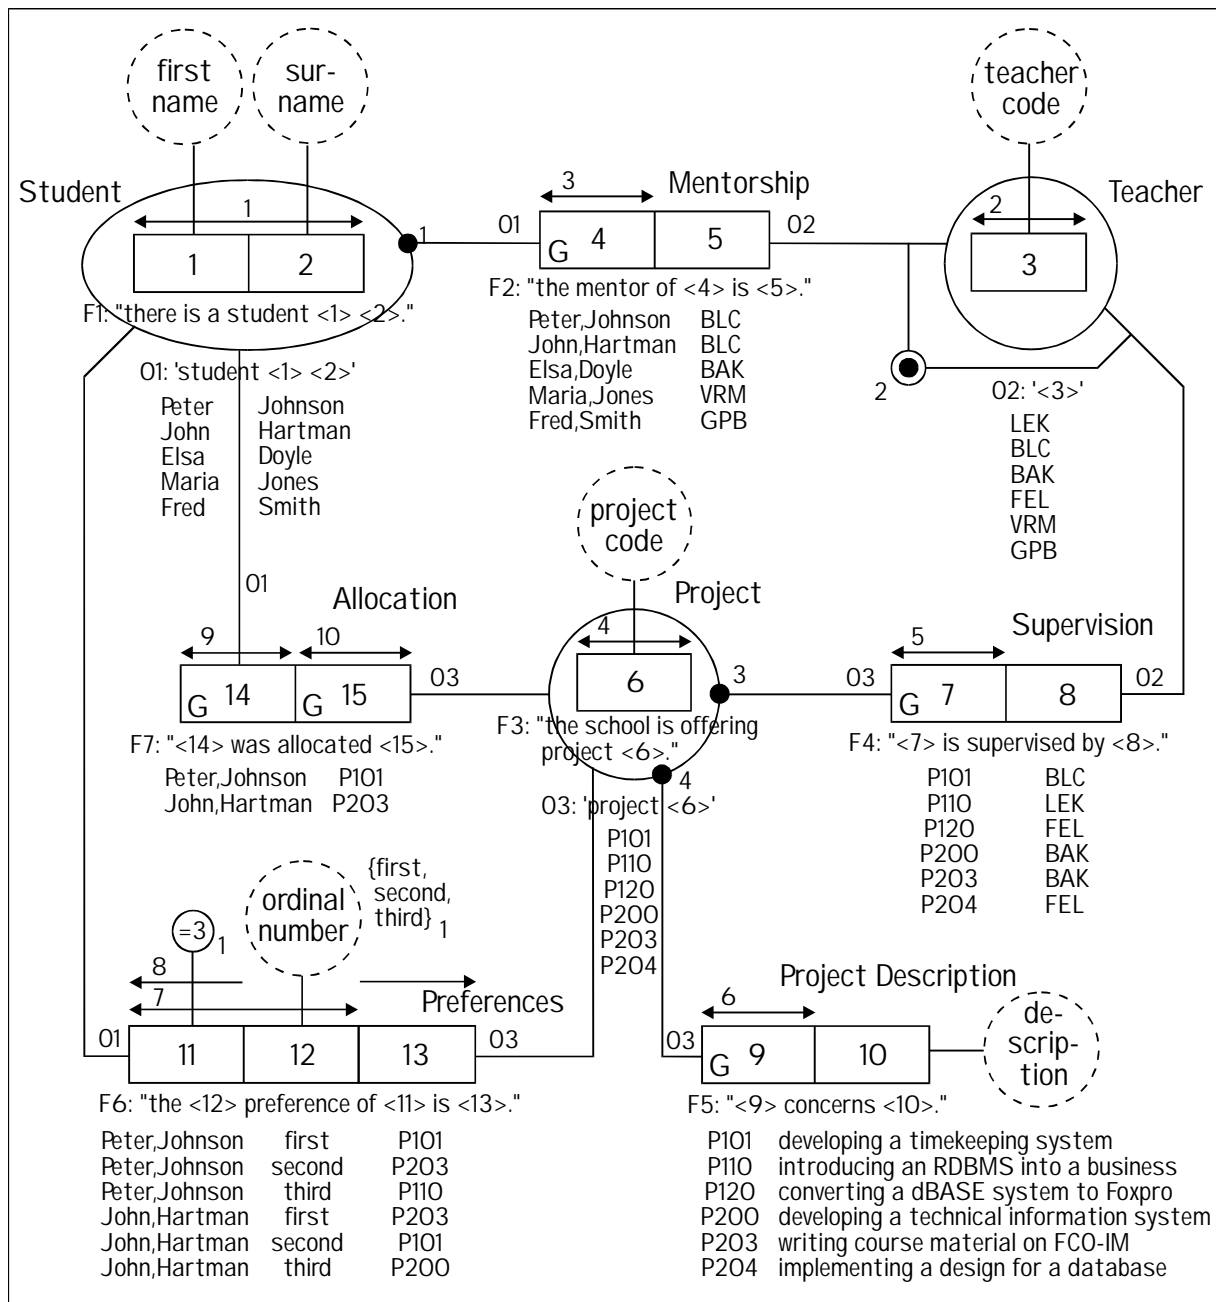 first
name
sur-
name
teacher
code
Student
1
1
2
1
F1: "there is a student <1> <2>."
O1: 'student <1> <2>'
Peter Johnson
John Hartman
Elsa Doyle
Maria Jones
Fred Smith
O1
3
Mentorship
G 4 5
O2
F2: "the mentor of <4> is <5>."
Peter,Johnson BLC
John,Hartman BLC
Elsa,Doyle BAK
Maria,Jones VRM
Fred,Smith GPB
Teacher
2
3
2
O2: '<3>'
LEK
BLC
BAK
FEL
VRM
GPB
project
code
Project
4
6
3
4
F3: "the school is offering
project <6>."
O3: 'project <6>'
P101
P110
P120
P200
P203
P204
O1
Allocation
9 10
G 14 G 15
O3
F7: "<14> was allocated <15>."
Peter,Johnson P101
John,Hartman P203
Supervision
5
O3
G 7 8
O2
F4: "<7> is supervised by <8>."
P101 BLC
P110 LEK
P120 FEL
P200 BAK
P203 BAK
P204 FEL
ordinal
number
{first,
second,
third} 1
=3 1
8
7
Preferences
O1
11 12 13
O3
F6: "the <12> preference of <11> is <13>."
Peter,Johnson first P101
Peter,Johnson second P203
Peter,Johnson third P110
John,Hartman first P203
John,Hartman second P101
John,Hartman third P200
Project Description
6
O3
G 9 10
de-
scrip-
tion
F5: "<9> concerns <10>."
P101 developing a timekeeping system
P110 introducing an RDBMS into a business
P120 converting a dBASE system to Foxpro
P200 developing a technical information system
P203 writing course material on FCO-IM
P204 implementing a design for a database